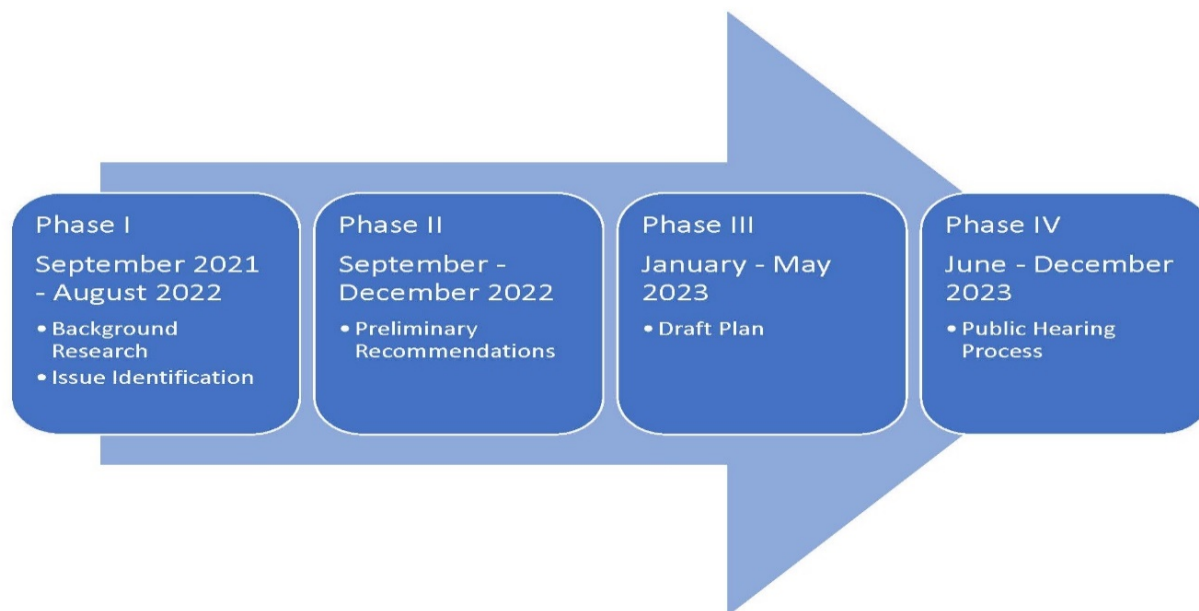 Phase I
September 2021
- August 2022
• Background
Research
• Issue Identification
Phase II
September -
December 2022
• Preliminary
Recommendations
Phase III
January - May
2023
• Draft Plan
Phase IV
June - December
2023
• Public Hearing
Process